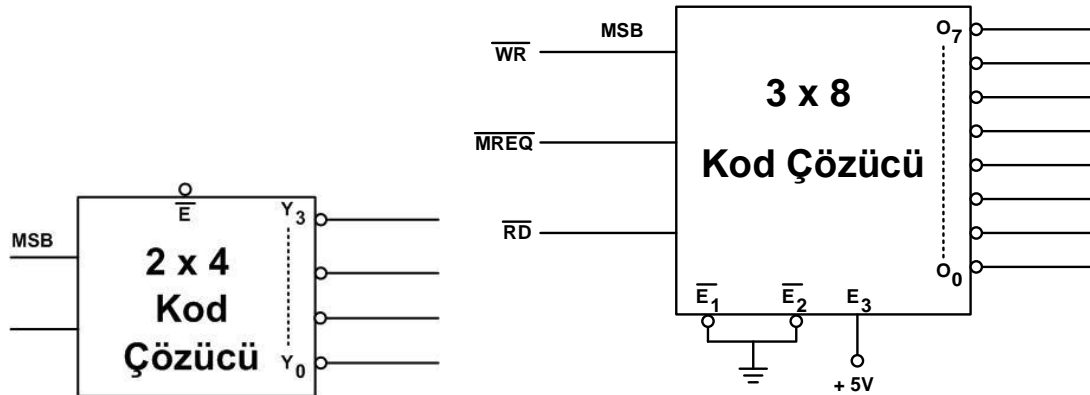 MSB
E
Y3
2 x 4
Kod
Çözücü
Y0
WR
MSB
MREQ
RD
O7
3 x 8
Kod Çözücü
O0
E1
E2
E3
+ 5V